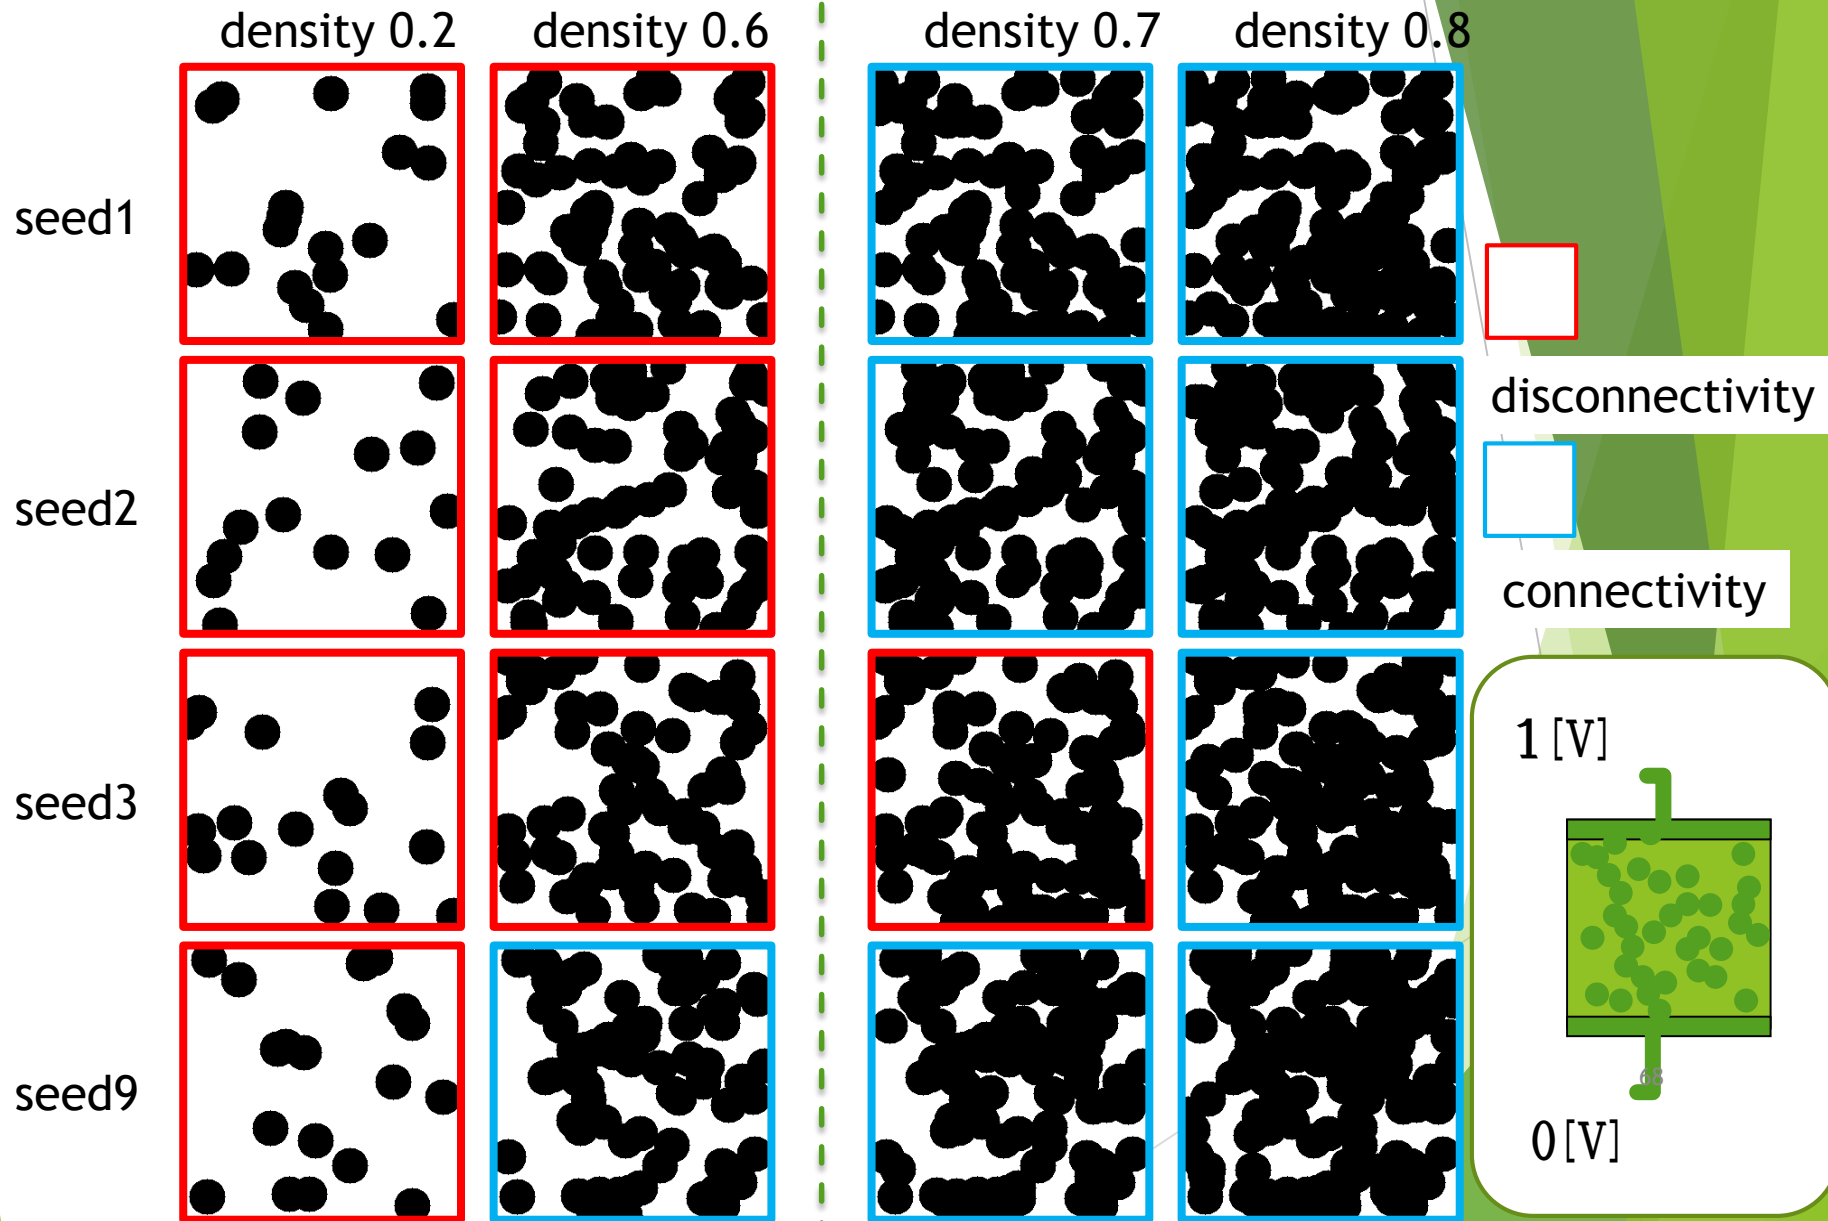 density 0.2 density 0.6 density 0.7 density 0.8
seed1
seed2
disconnectivity
connectivity
seed3
1[V]
seed9
68
0[V]